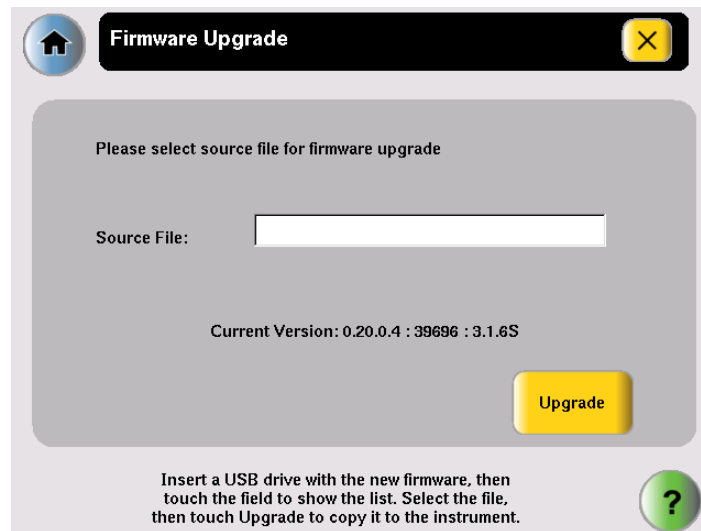 Firmware Upgrade
Please select source file for firmware upgrade
Source File:
Current Version: 0.20.0.4 : 39696 : 3.1.6S
Upgrade
Insert a USB drive with the new firmware, then
touch the field to show the list. Select the file,
then touch Upgrade to copy it to the instrument.
?